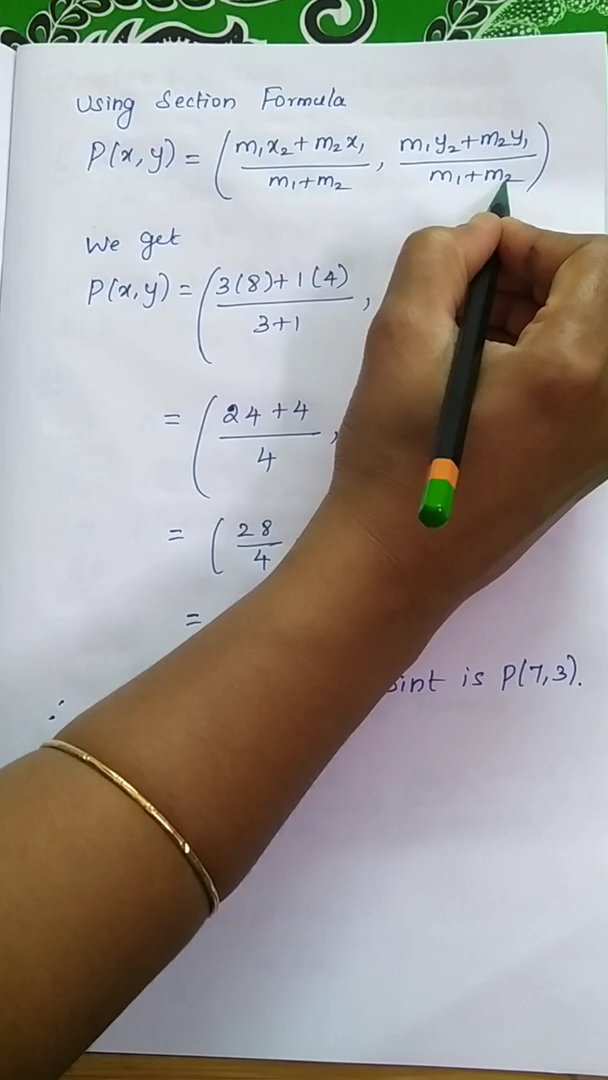 Using Section Formula
P(x, y) = ( m₁x₂ + m₂x₁ / m₁+m₂ , m₁y₂+m₂y₁ / m₁+m₂ )
We get
P(x, y) = ( 3(8)+1(4) / 3+1 ,
= ( 24+4 / 4 ,
= ( 28 / 4
=
∴ is P(7,3).